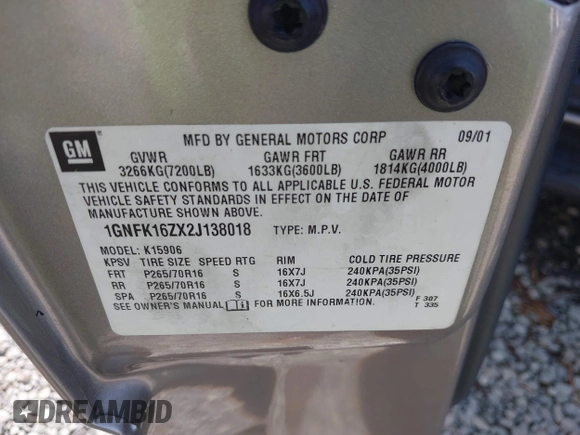 GM
MFD BY GENERAL MOTORS CORP 09/01
GVWR GAWR FRT GAWR RR
3266KG(7200LB) 1633KG(3600LB) 1814KG(4000LB)
THIS VEHICLE CONFORMS TO ALL APPLICABLE U.S. FEDERAL MOTOR
VEHICLE SAFETY STANDARDS IN EFFECT ON THE DATE OF
MANUFACTURE SHOWN ABOVE.
1GNFK16ZX2J138018 TYPE: M.P.V.
MODEL: K15906
KPSV TIRE SIZE SPEED RTG RIM COLD TIRE PRESSURE
FRT P265/70R16 S 16X7J 240KPA(35PSI)
RR P265/70R16 S 16X7J 240KPA(35PSI)
SPA P265/70R16 S 16X6.5J 240KPA(35PSI)
SEE OWNER'S MANUAL FOR MORE INFORMATION. F 307
T 335
DREAMBID